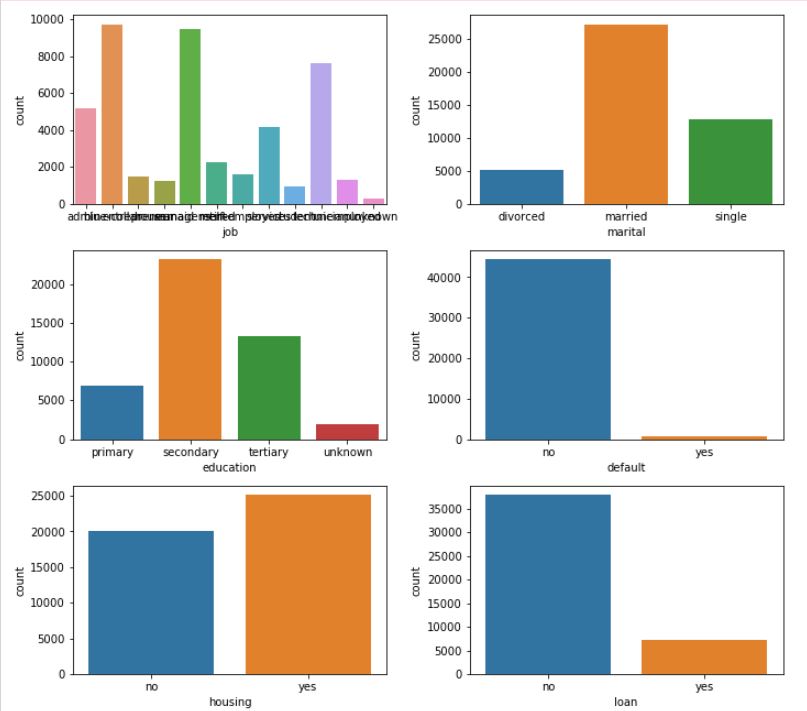 10000
8000
6000
4000
2000
0
count
job
25000
20000
15000
10000
5000
0
count
divorced married single
marital
20000
15000
10000
5000
0
count
primary secondary tertiary unknown
education
40000
30000
20000
10000
0
count
no yes
default
25000
20000
15000
10000
5000
0
count
no yes
housing
35000
30000
25000
20000
15000
10000
5000
0
count
no yes
loan